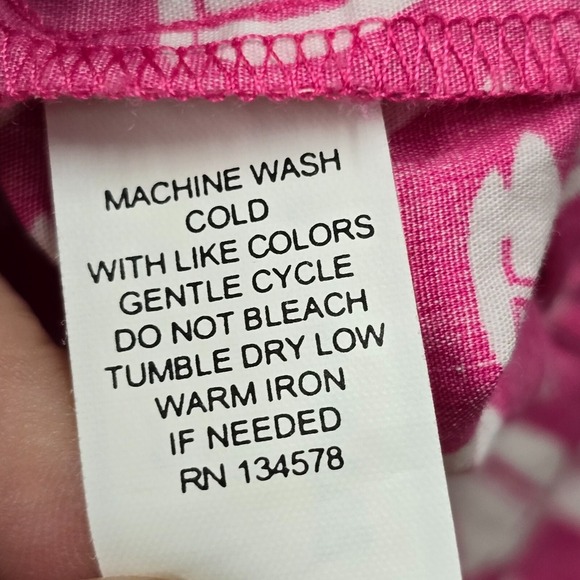 MACHINE WASH
COLD
WITH LIKE COLORS
GENTLE CYCLE
DO NOT BLEACH
TUMBLE DRY LOW
WARM IRON
IF NEEDED
RN 134578